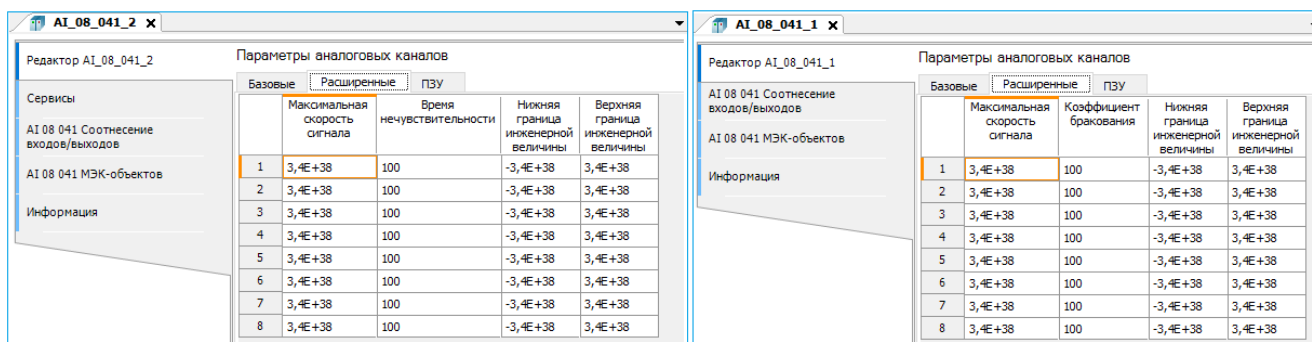 AI_08_041_2 X
Редактор AI_08_041_2
Сервисы
AI 08 041 Соотнесение
входов/выходов
AI 08 041 МЭК-объектов
Информация
Параметры аналоговых каналов
Базовые Расширенные ПЗУ
Максимальная скорость сигнала Время нечувствительности Нижняя граница инженерной величины Верхняя граница инженерной величины
1 3,4E+38 100 -3,4E+38 3,4E+38
2 3,4E+38 100 -3,4E+38 3,4E+38
3 3,4E+38 100 -3,4E+38 3,4E+38
4 3,4E+38 100 -3,4E+38 3,4E+38
5 3,4E+38 100 -3,4E+38 3,4E+38
6 3,4E+38 100 -3,4E+38 3,4E+38
7 3,4E+38 100 -3,4E+38 3,4E+38
8 3,4E+38 100 -3,4E+38 3,4E+38
AI_08_041_1 X
Редактор AI_08_041_1
AI 08 041 Соотнесение
входов/выходов
AI 08 041 МЭК-объектов
Информация
Параметры аналоговых каналов
Базовые Расширенные ПЗУ
Максимальная скорость сигнала Коэффициент бракования Нижняя граница инженерной величины Верхняя граница инженерной величины
1 3,4E+38 100 -3,4E+38 3,4E+38
2 3,4E+38 100 -3,4E+38 3,4E+38
3 3,4E+38 100 -3,4E+38 3,4E+38
4 3,4E+38 100 -3,4E+38 3,4E+38
5 3,4E+38 100 -3,4E+38 3,4E+38
6 3,4E+38 100 -3,4E+38 3,4E+38
7 3,4E+38 100 -3,4E+38 3,4E+38
8 3,4E+38 100 -3,4E+38 3,4E+38